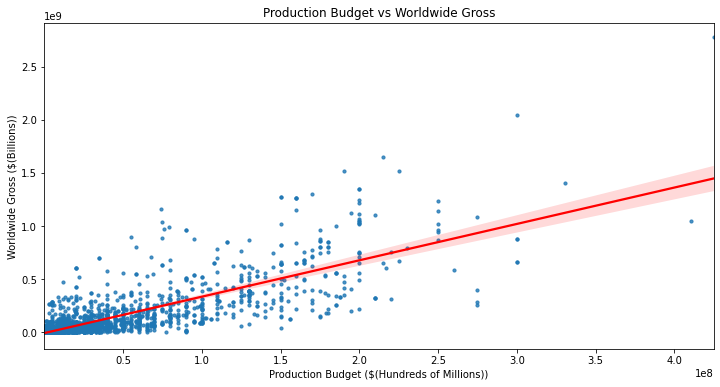 Production Budget vs Worldwide Gross
1e9
2.5
2.0
1.5
1.0
0.5
0.0
Worldwide Gross ($(Billions))
0.5 1.0 1.5 2.0 2.5 3.0 3.5 4.0
1e8
Production Budget ($(Hundreds of Millions))